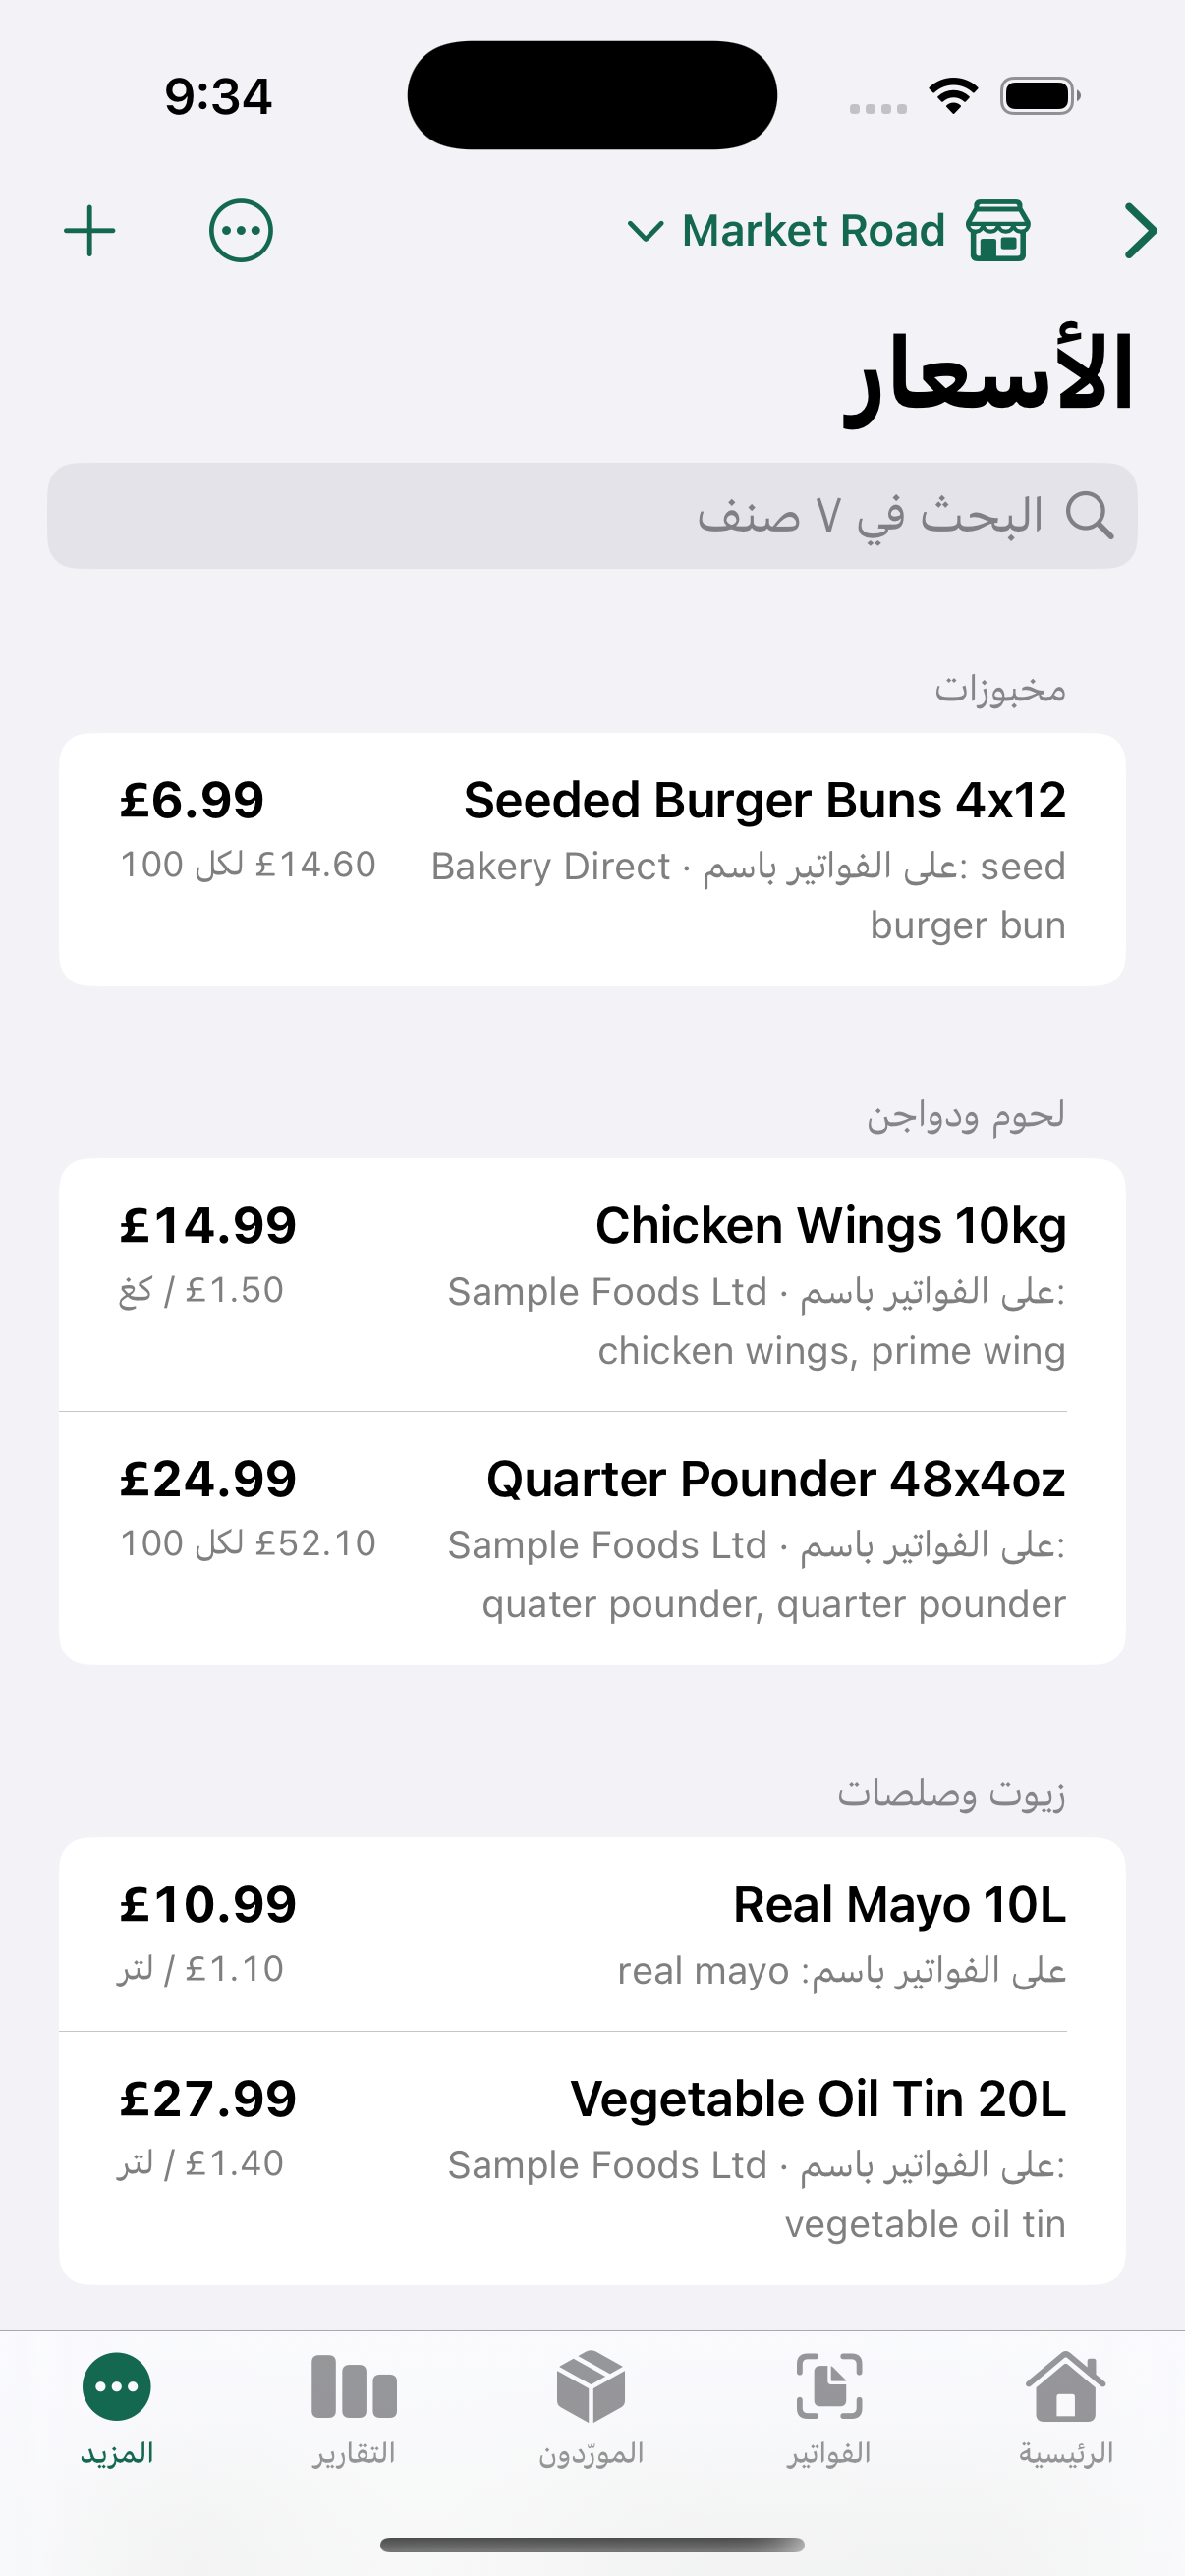 9:34
Market Road
الأسعار
البحث في ٧ صنف
مخبوزات
Seeded Burger Buns 4x12
£6.99
Bakery Direct · على الفواتير باسم: seed
burger bun
£14.60 لكل 100
لحوم ودواجن
Chicken Wings 10kg
£14.99
Sample Foods Ltd · على الفواتير باسم:
chicken wings, prime wing
£1.50 / كغ
Quarter Pounder 48x4oz
£24.99
Sample Foods Ltd · على الفواتير باسم:
quater pounder, quarter pounder
£52.10 لكل 100
زيوت وصلصات
Real Mayo 10L
£10.99
على الفواتير باسم: real mayo
£1.10 / لتر
Vegetable Oil Tin 20L
£27.99
Sample Foods Ltd · على الفواتير باسم:
vegetable oil tin
£1.40 / لتر
الرئيسية
الفواتير
المورّدون
التقارير
المزيد